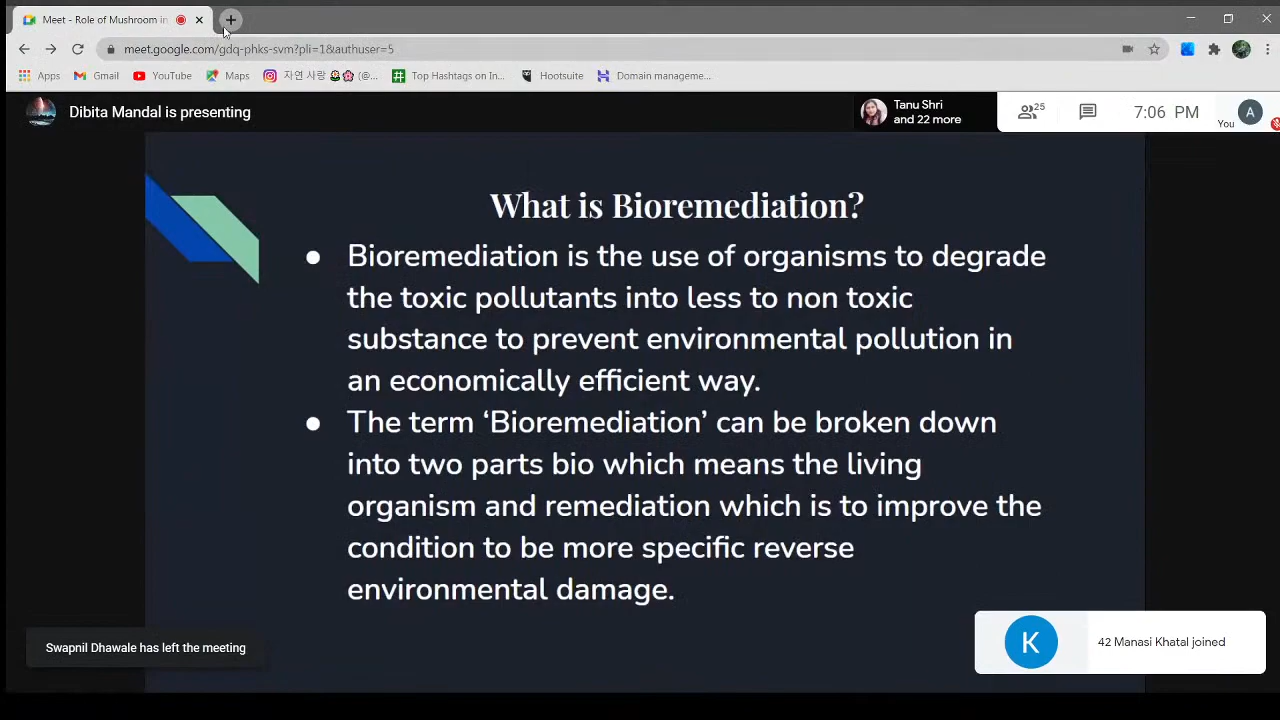 Meet - Role of Mushroom in
meet.google.com/gdq-phks-svm?pli=1&authuser=5
Apps Gmail YouTube Maps 자연 사랑 (@... Top Hashtags on In... Hootsuite Domain manageme...
Dibita Mandal is presenting
Tanu Shri
and 22 more
25
7:06 PM
You
A
What is Bioremediation?
● Bioremediation is the use of organisms to degrade
the toxic pollutants into less to non toxic
substance to prevent environmental pollution in
an economically efficient way.
● The term ‘Bioremediation’ can be broken down
into two parts bio which means the living
organism and remediation which is to improve the
condition to be more specific reverse
environmental damage.
Swapnil Dhawale has left the meeting
K
42 Manasi Khatal joined